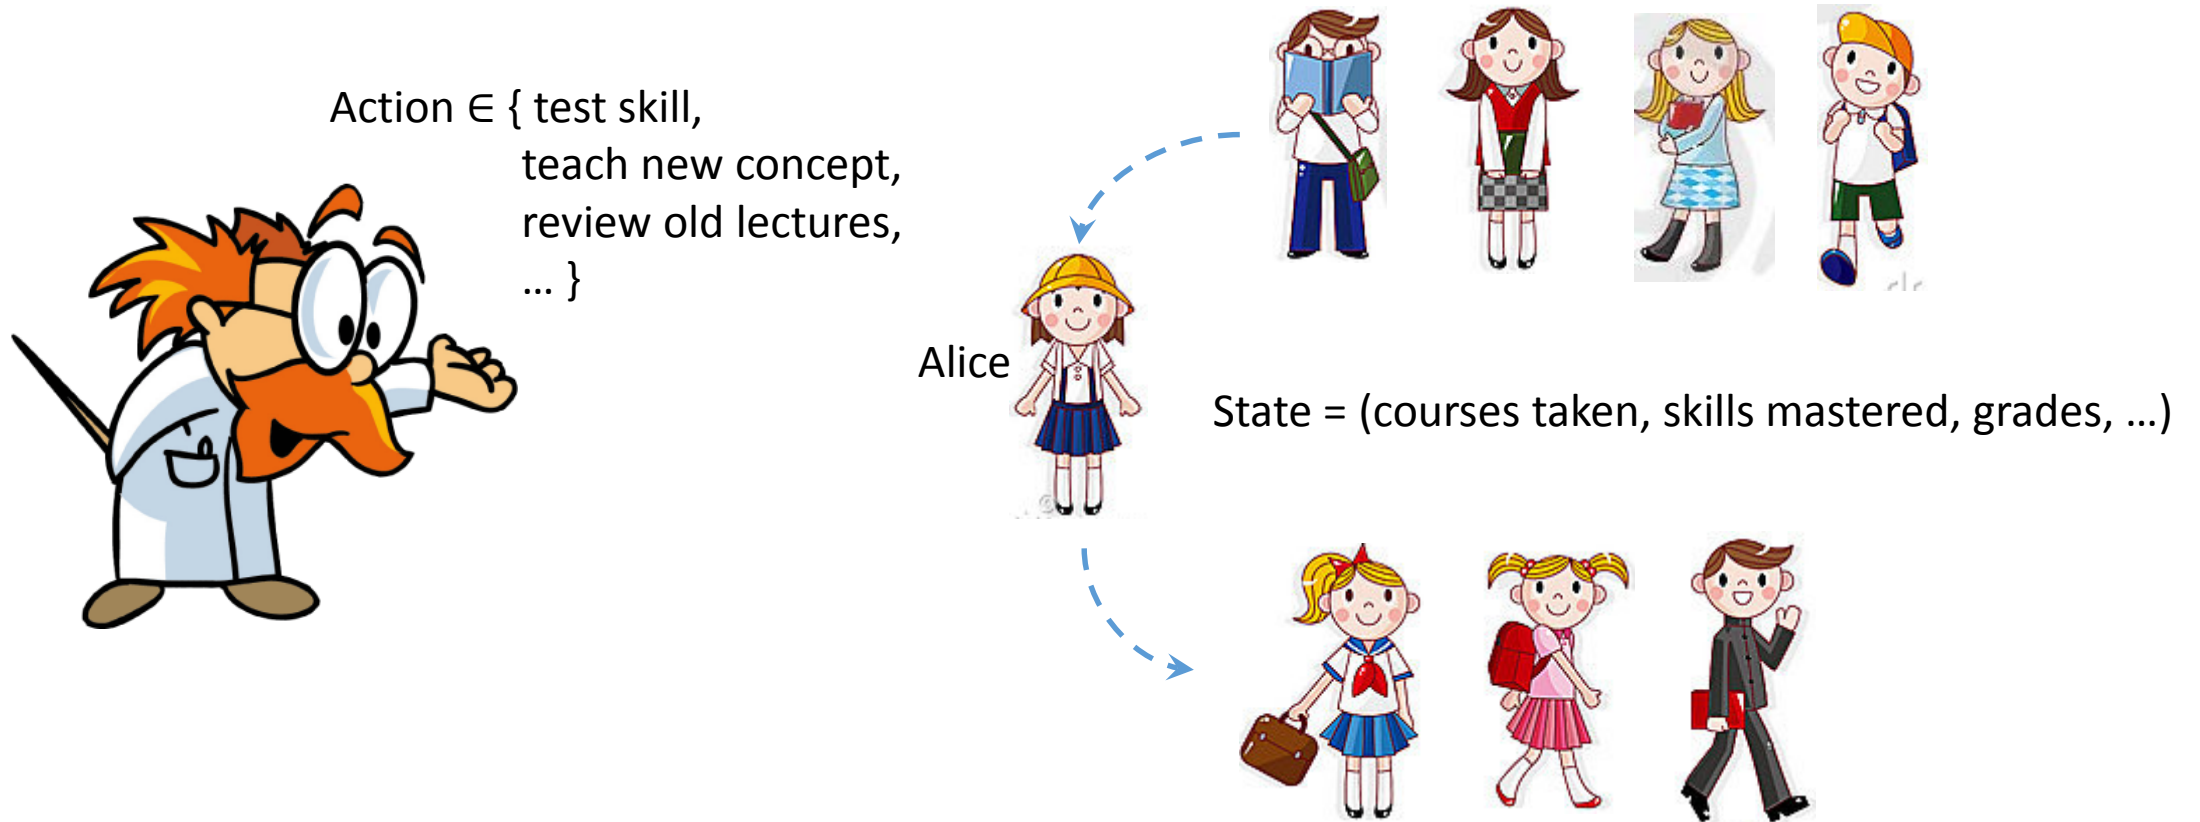 Action ∈ { test skill,
teach new concept,
review old lectures,
... }
Alice
State = (courses taken, skills mastered, grades, ...)